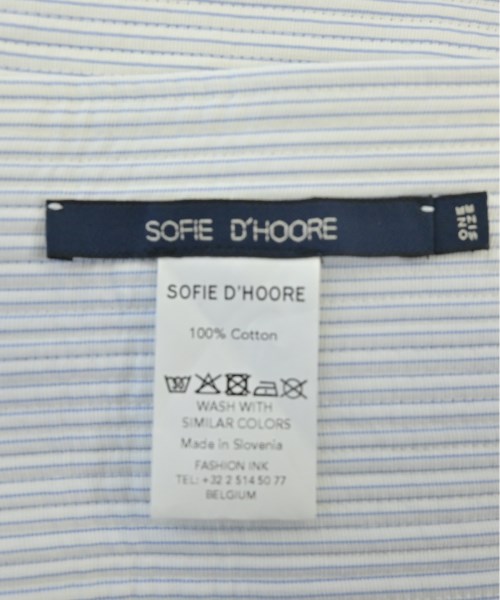 SOFIE D'HOORE
ONE
SIZE
SOFIE D'HOORE
100% Cotton
WASH WITH
SIMILAR COLORS
Made in Slovenia
FASHION INK
TEL: +32 2 514 50 77
BELGIUM